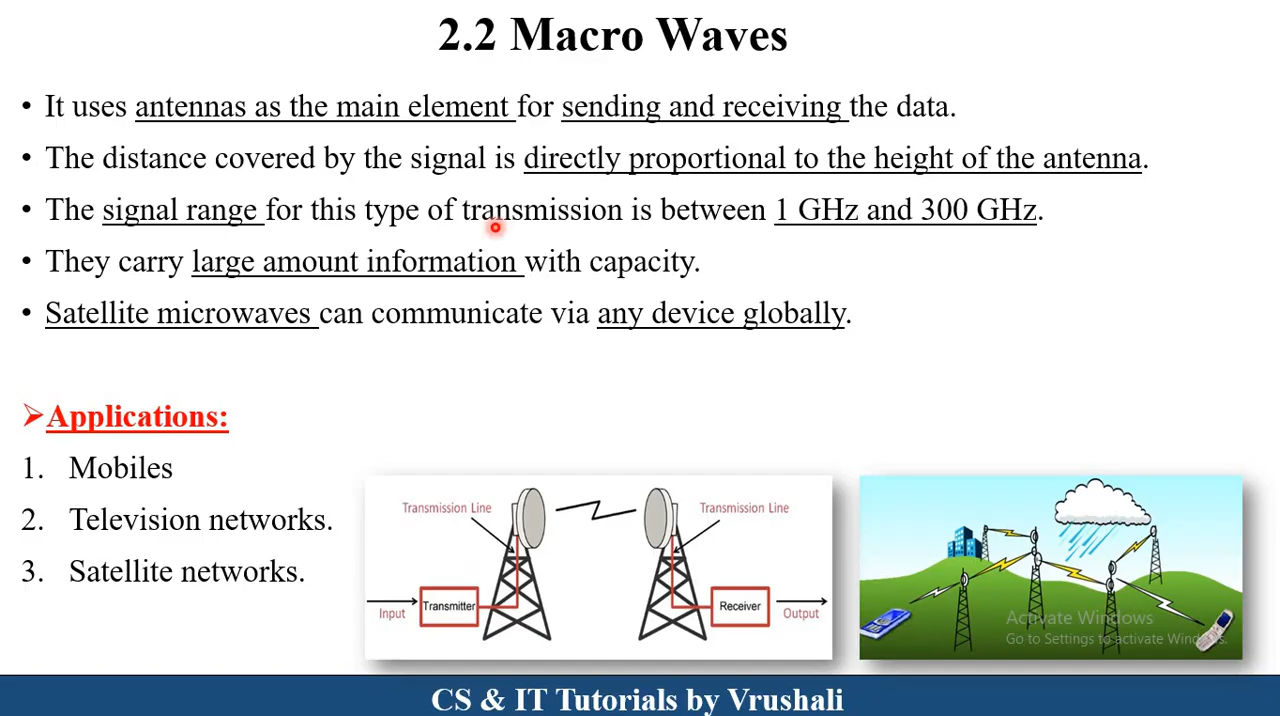 2.2 Macro Waves
• It uses antennas as the main element for sending and receiving the data.
• The distance covered by the signal is directly proportional to the height of the antenna.
• The signal range for this type of transmission is between 1 GHz and 300 GHz.
• They carry large amount information with capacity.
• Satellite microwaves can communicate via any device globally.
➢Applications:
1. Mobiles
2. Television networks.
3. Satellite networks.
Transmission Line
Transmission Line
Input
Transmitter
Receiver
Output
Activate Windows
Go to Settings to activate Windows.
CS & IT Tutorials by Vrushali